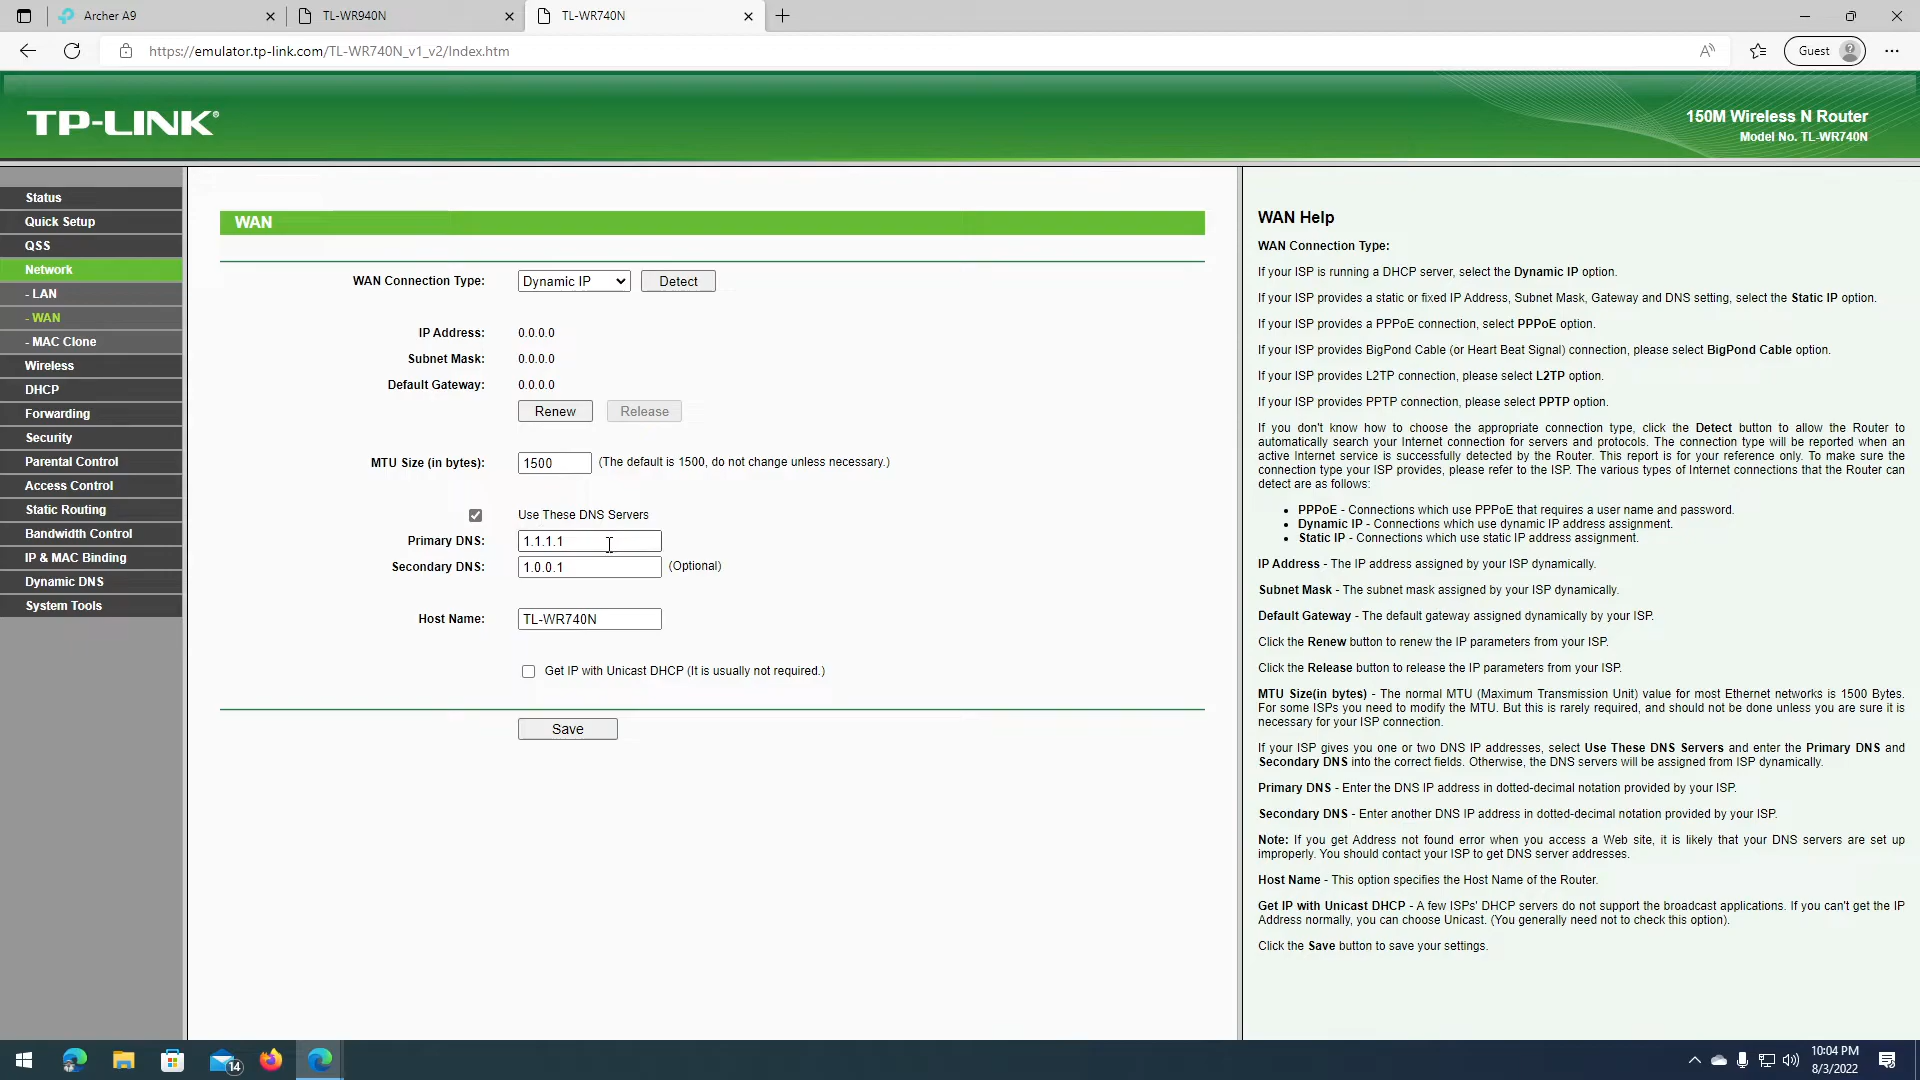 Archer A9
TL-WR940N
TL-WR740N
https://emulator.tp-link.com/TL-WR740N_v1_v2/Index.htm
Guest
TP-LINK®
150M Wireless N Router
Model No. TL-WR740N
Status
Quick Setup
QSS
Network
- LAN
- WAN
- MAC Clone
Wireless
DHCP
Forwarding
Security
Parental Control
Access Control
Static Routing
Bandwidth Control
IP & MAC Binding
Dynamic DNS
System Tools
WAN
WAN Connection Type: Dynamic IP Detect
IP Address: 0.0.0.0
Subnet Mask: 0.0.0.0
Default Gateway: 0.0.0.0
Renew Release
MTU Size (in bytes): 1500 (The default is 1500, do not change unless necessary.)
Use These DNS Servers
Primary DNS: 1.1.1.1
Secondary DNS: 1.0.0.1 (Optional)
Host Name: TL-WR740N
Get IP with Unicast DHCP (It is usually not required.)
Save
WAN Help
WAN Connection Type:
If your ISP is running a DHCP server, select the Dynamic IP option.
If your ISP provides a static or fixed IP Address, Subnet Mask, Gateway and DNS setting, select the Static IP option.
If your ISP provides a PPPoE connection, select PPPoE option.
If your ISP provides BigPond Cable (or Heart Beat Signal) connection, please select BigPond Cable option.
If your ISP provides L2TP connection, please select L2TP option.
If your ISP provides PPTP connection, please select PPTP option.
If you don't know how to choose the appropriate connection type, click the Detect button to allow the Router to
automatically search your Internet connection for servers and protocols. The connection type will be reported when an
active Internet service is successfully detected by the Router. This report is for your reference only. To make sure the
connection type your ISP provides, please refer to the ISP. The various types of Internet connections that the Router can
detect are as follows:
• PPPoE - Connections which use PPPoE that requires a user name and password.
• Dynamic IP - Connections which use dynamic IP address assignment.
• Static IP - Connections which use static IP address assignment.
IP Address - The IP address assigned by your ISP dynamically.
Subnet Mask - The subnet mask assigned by your ISP dynamically.
Default Gateway - The default gateway assigned dynamically by your ISP.
Click the Renew button to renew the IP parameters from your ISP.
Click the Release button to release the IP parameters from your ISP.
MTU Size(in bytes) - The normal MTU (Maximum Transmission Unit) value for most Ethernet networks is 1500 Bytes.
For some ISPs you need to modify the MTU. But this is rarely required, and should not be done unless you are sure it is
necessary for your ISP connection.
If your ISP gives you one or two DNS IP addresses, select Use These DNS Servers and enter the Primary DNS and
Secondary DNS into the correct fields. Otherwise, the DNS servers will be assigned from ISP dynamically.
Primary DNS - Enter the DNS IP address in dotted-decimal notation provided by your ISP.
Secondary DNS - Enter another DNS IP address in dotted-decimal notation provided by your ISP.
Note: If you get Address not found error when you access a Web site, it is likely that your DNS servers are set up
improperly. You should contact your ISP to get DNS server addresses.
Host Name - This option specifies the Host Name of the Router.
Get IP with Unicast DHCP - A few ISPs' DHCP servers do not support the broadcast applications. If you can't get the IP
Address normally, you can choose Unicast. (You generally need not to check this option).
Click the Save button to save your settings.
14
10:04 PM
8/3/2022